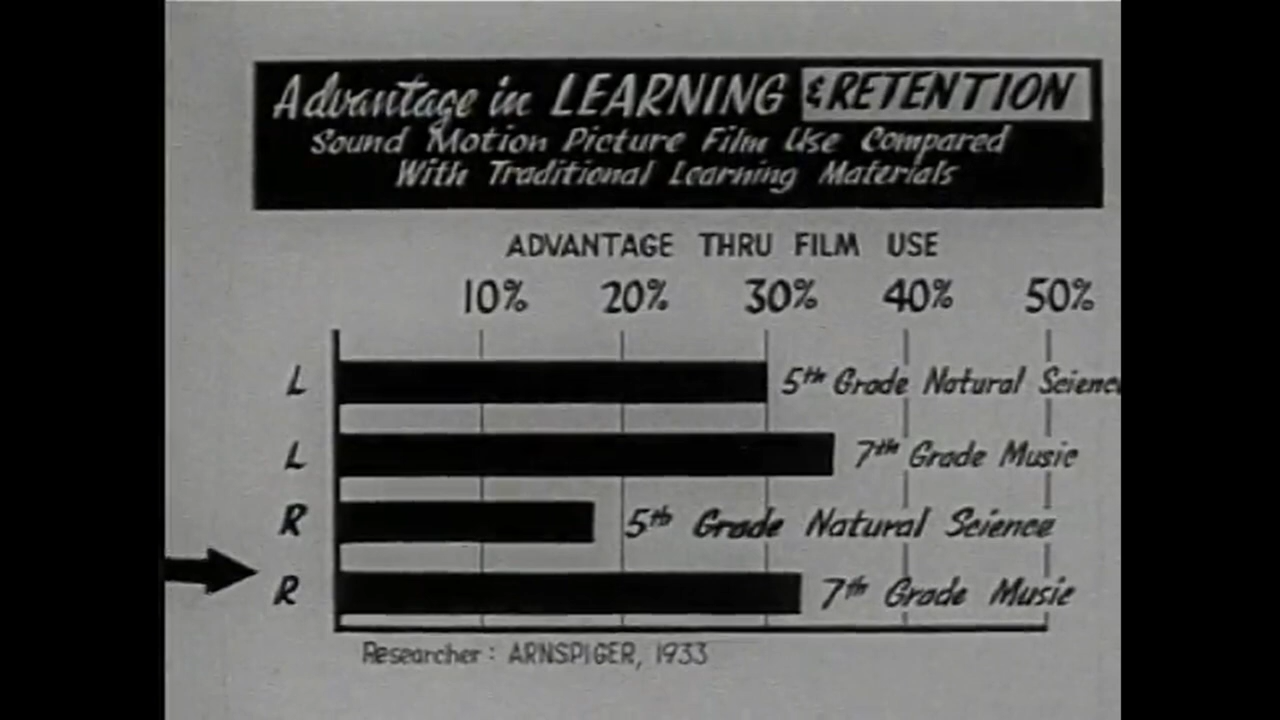 Advantage in LEARNING & RETENTION
Sound Motion Picture Film Use Compared
With Traditional Learning Materials
ADVANTAGE THRU FILM USE
10% 20% 30% 40% 50%
L 5th Grade Natural Scienc
L 7th Grade Music
R 5th Grade Natural Science
R 7th Grade Music
Researcher: ARNSPIGER, 1933